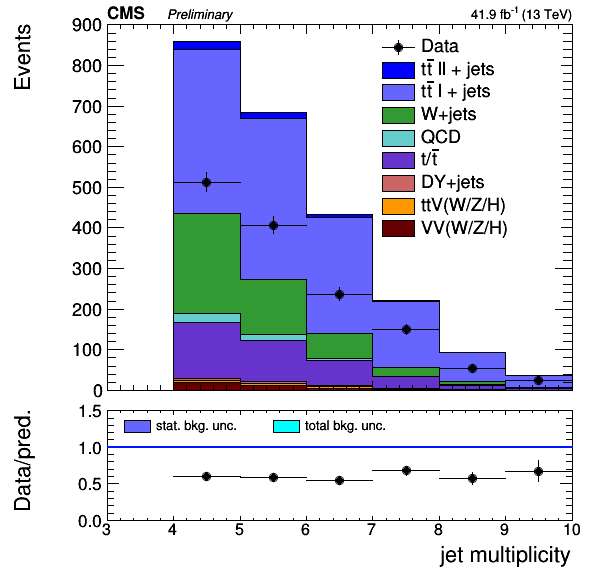 CMS Preliminary 41.9 fb⁻¹ (13 TeV)
Events
900
800
700
600
500
400
300
200
100
0
Data
tt̄ ll + jets
tt̄ l + jets
W+jets
QCD
t/t̄
DY+jets
ttV(W/Z/H)
VV(W/Z/H)
Data/pred.
1.5
1.0
0.5
0.0
stat. bkg. unc. total bkg. unc.
3 4 5 6 7 8 9 10
jet multiplicity